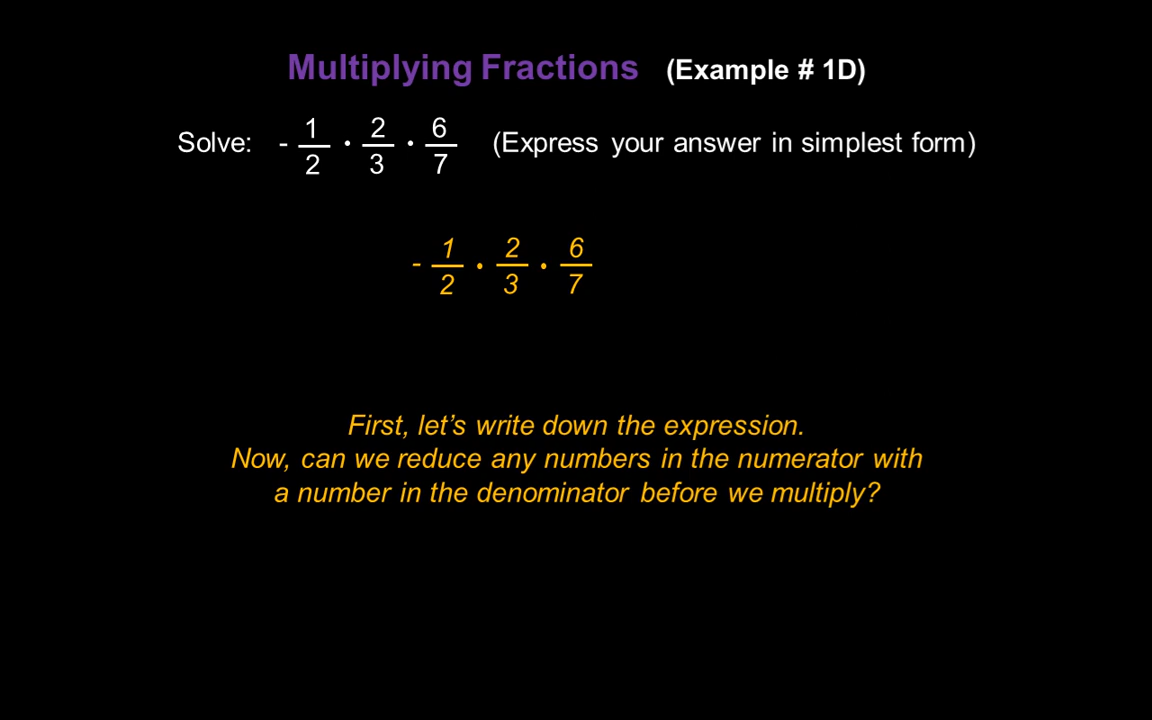 Multiplying Fractions (Example # 1D)
Solve: - 1/2 · 2/3 · 6/7 (Express your answer in simplest form)
- 1/2 · 2/3 · 6/7
First, let’s write down the expression.
Now, can we reduce any numbers in the numerator with
a number in the denominator before we multiply?